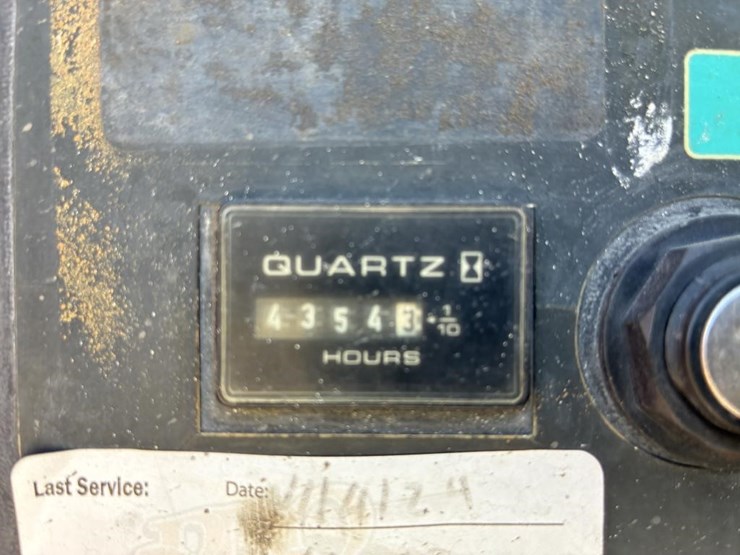 QUARTZ
43543 · 1/10
HOURS
Last Service: Date: